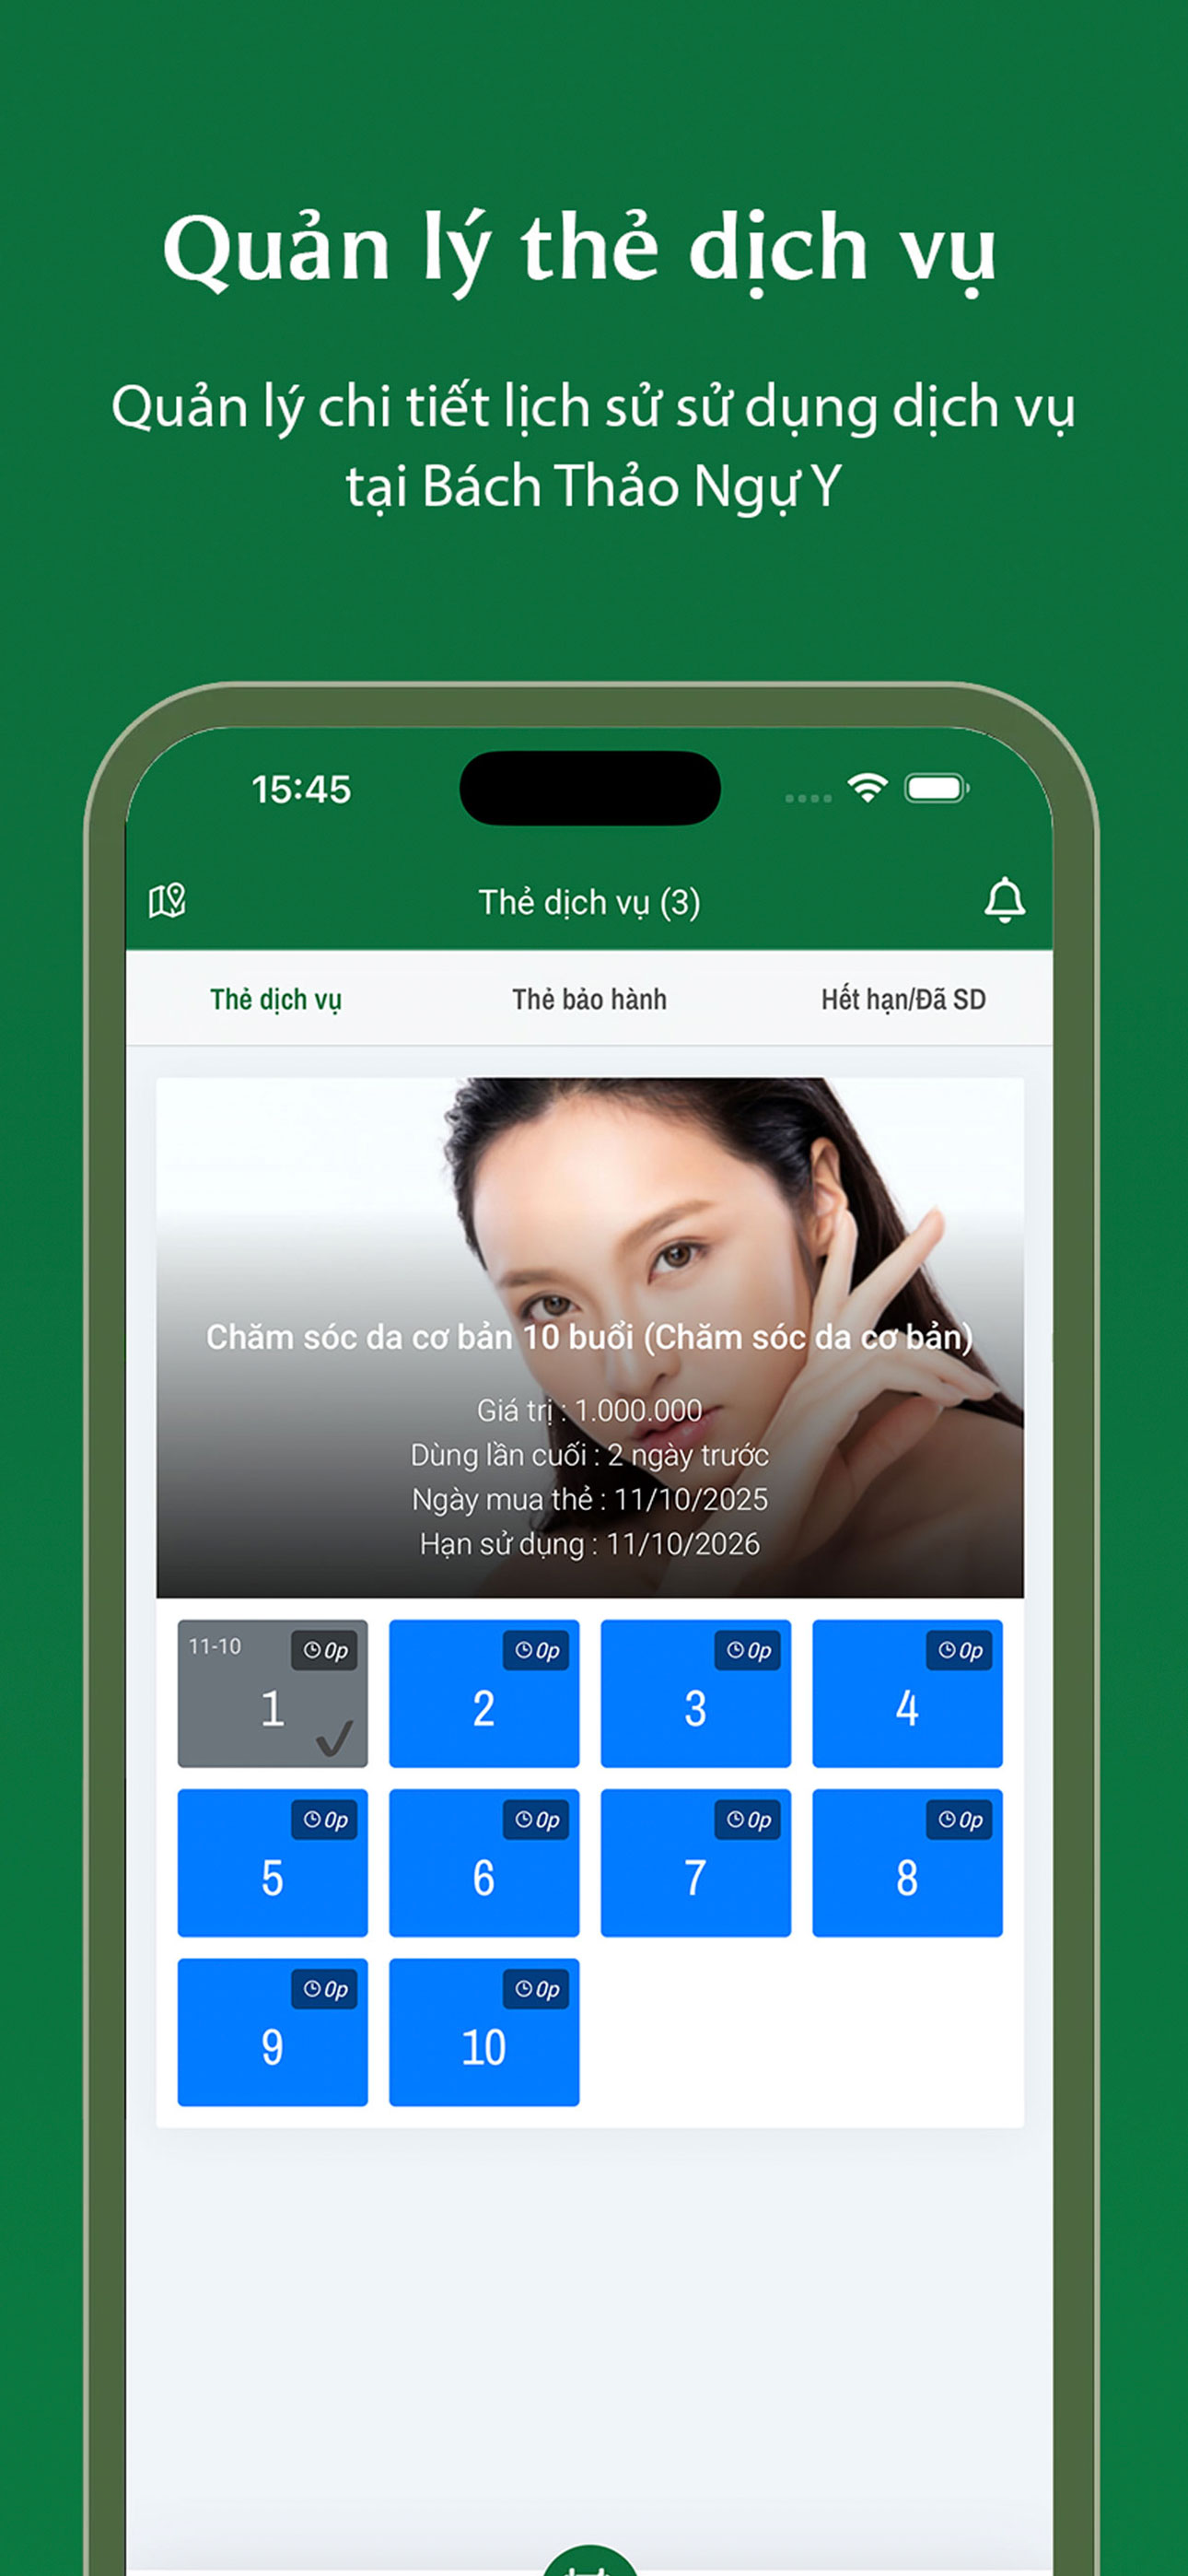 Quản lý thẻ dịch vụ
Quản lý chi tiết lịch sử sử dụng dịch vụ
tại Bách Thảo Ngự Y
15:45
Thẻ dịch vụ (3)
Thẻ dịch vụ Thẻ bảo hành Hết hạn/Đã SD
Chăm sóc da cơ bản 10 buổi (Chăm sóc da cơ bản)
Giá trị : 1.000.000
Dùng lần cuối : 2 ngày trước
Ngày mua thẻ : 11/10/2025
Hạn sử dụng : 11/10/2026
11-10 0p 0p 0p 0p
1 2 3 4
0p 0p 0p 0p
5 6 7 8
0p 0p
9 10